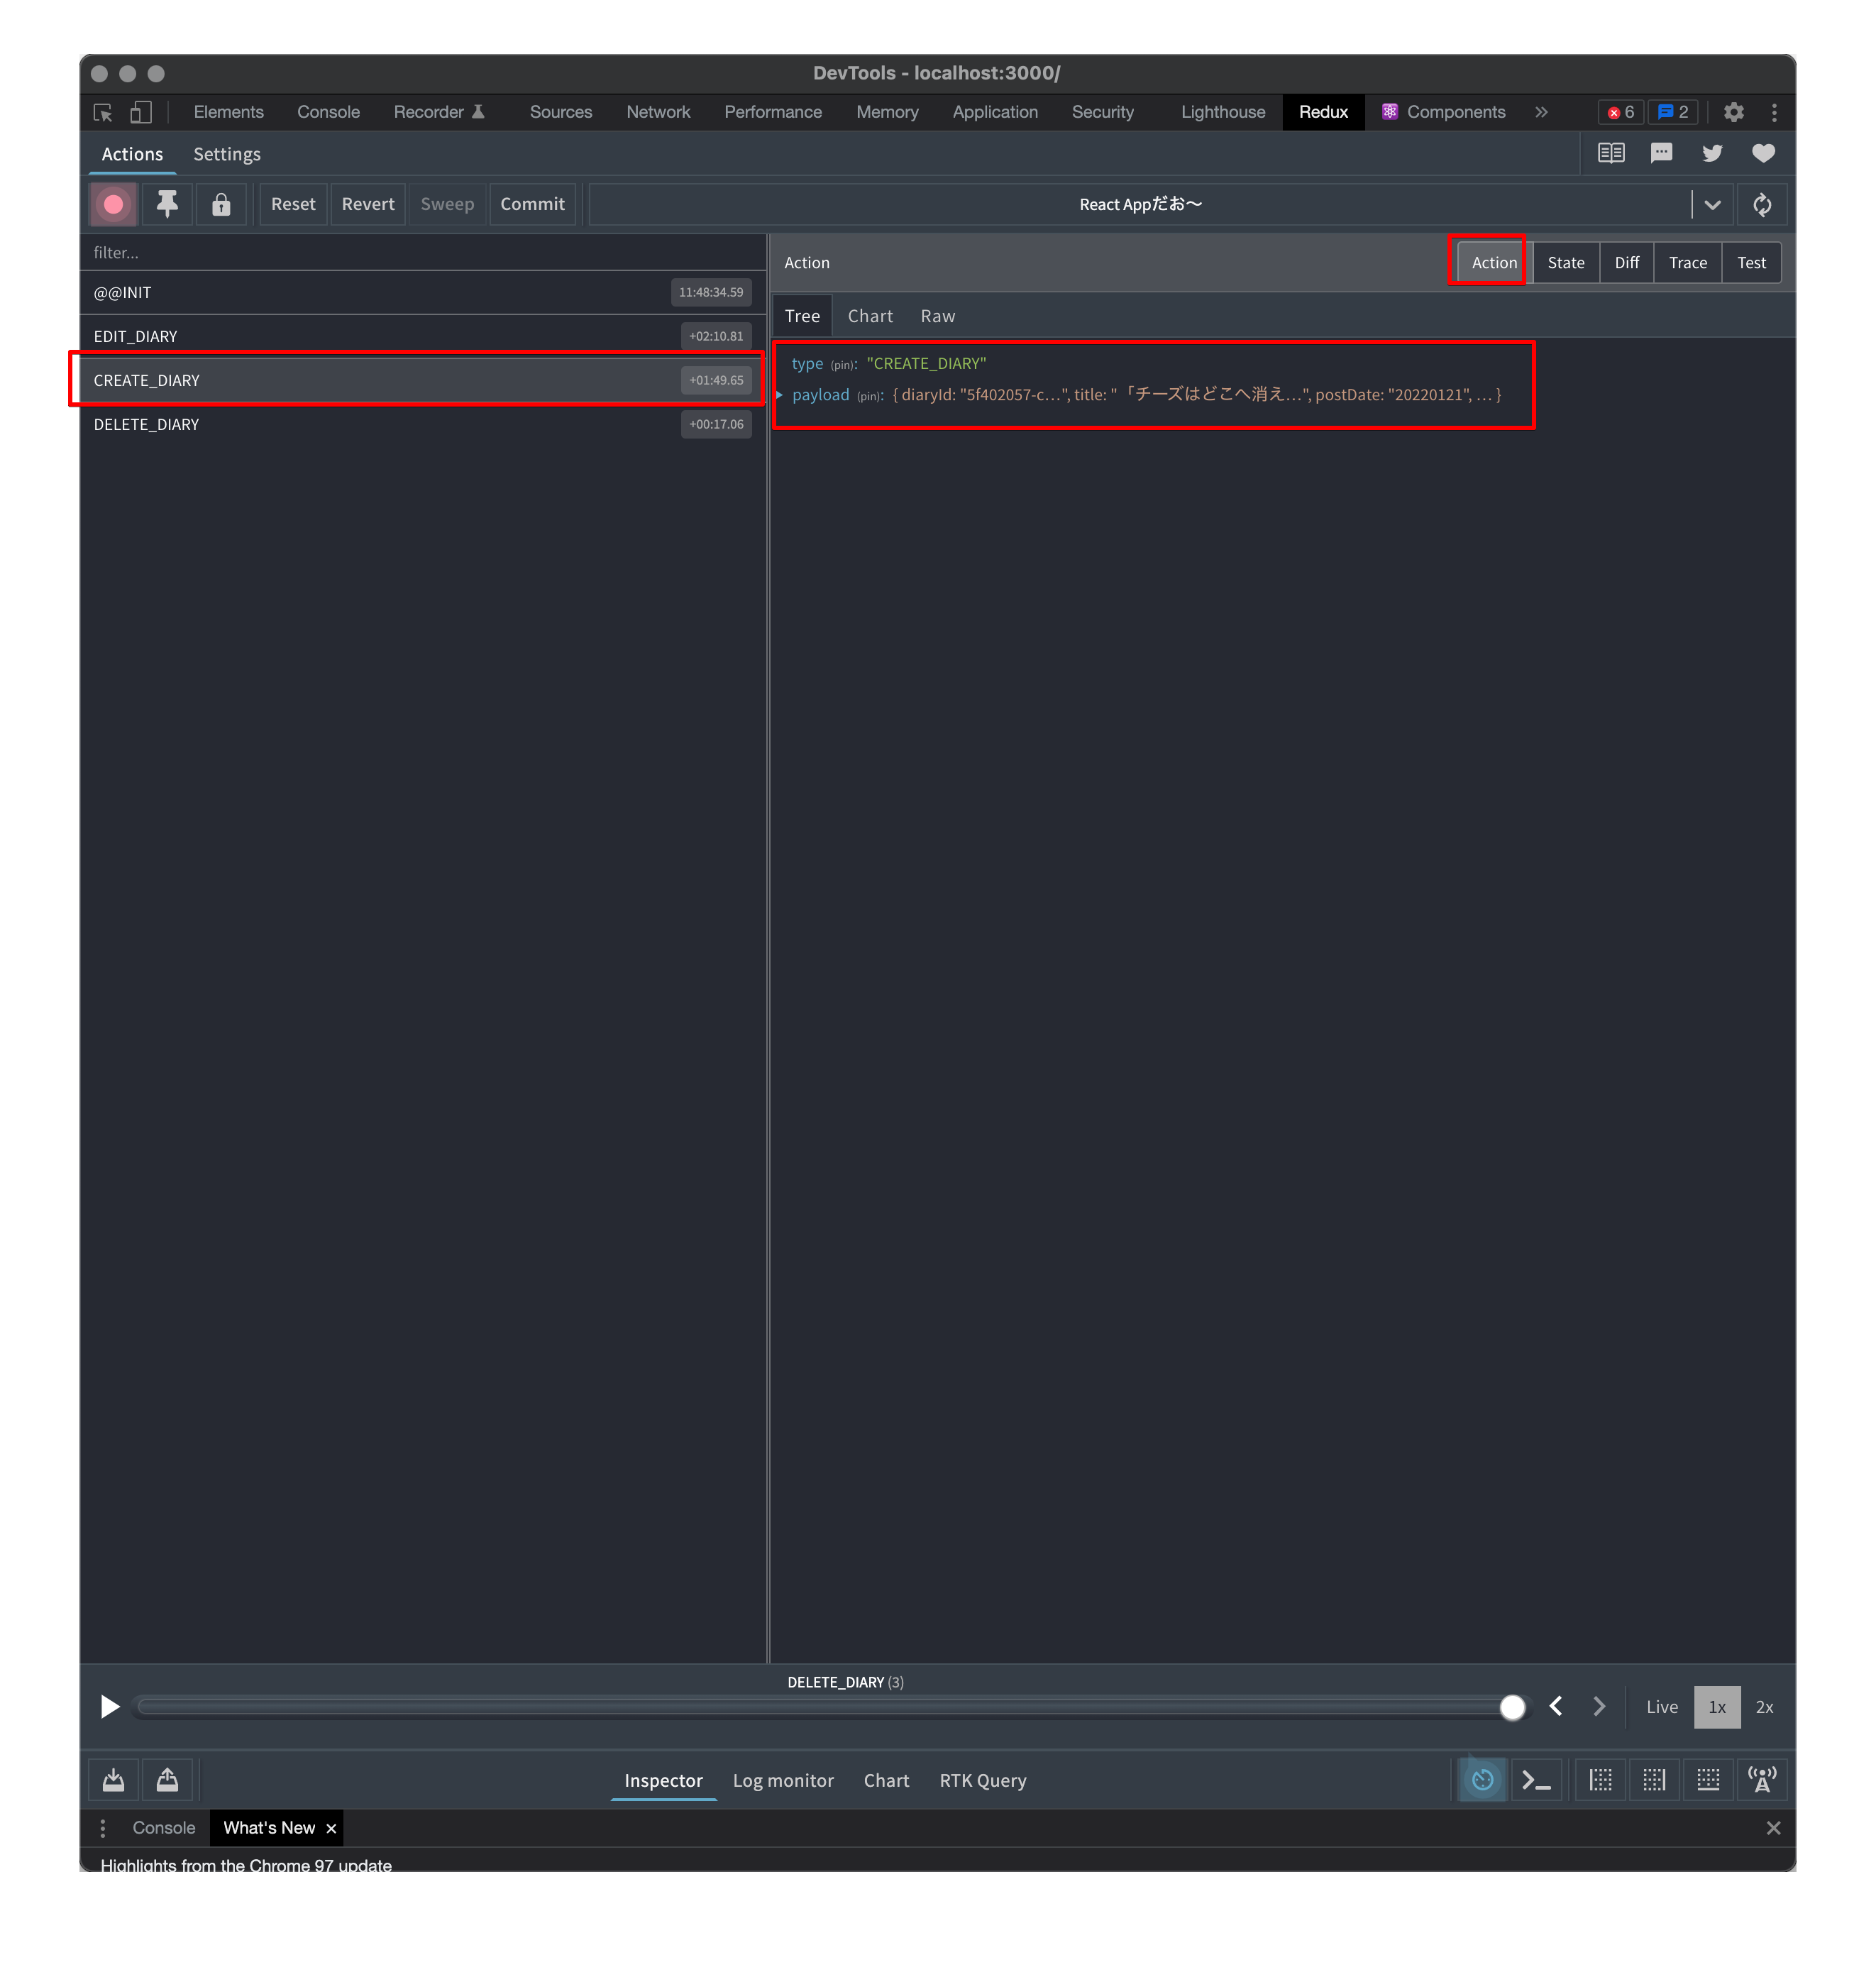 DevTools - localhost:3000/
Elements Console Recorder Sources Network Performance Memory Application Security Lighthouse Redux Components » 6 2
Actions Settings
Reset Revert Sweep Commit React Appだお〜
filter...
@@INIT 11:48:34.59
EDIT_DIARY +02:10.81
CREATE_DIARY +01:49.65
DELETE_DIARY +00:17.06
Action Action State Diff Trace Test
Tree Chart Raw
type (pin): "CREATE_DIARY"
payload (pin): { diaryId: "5f402057-c…", title: "「チーズはどこへ消え…", postDate: "20220121", … }
DELETE_DIARY (3)
Live 1x 2x
Inspector Log monitor Chart RTK Query
Console What's New ×
Highlights from the Chrome 97 update